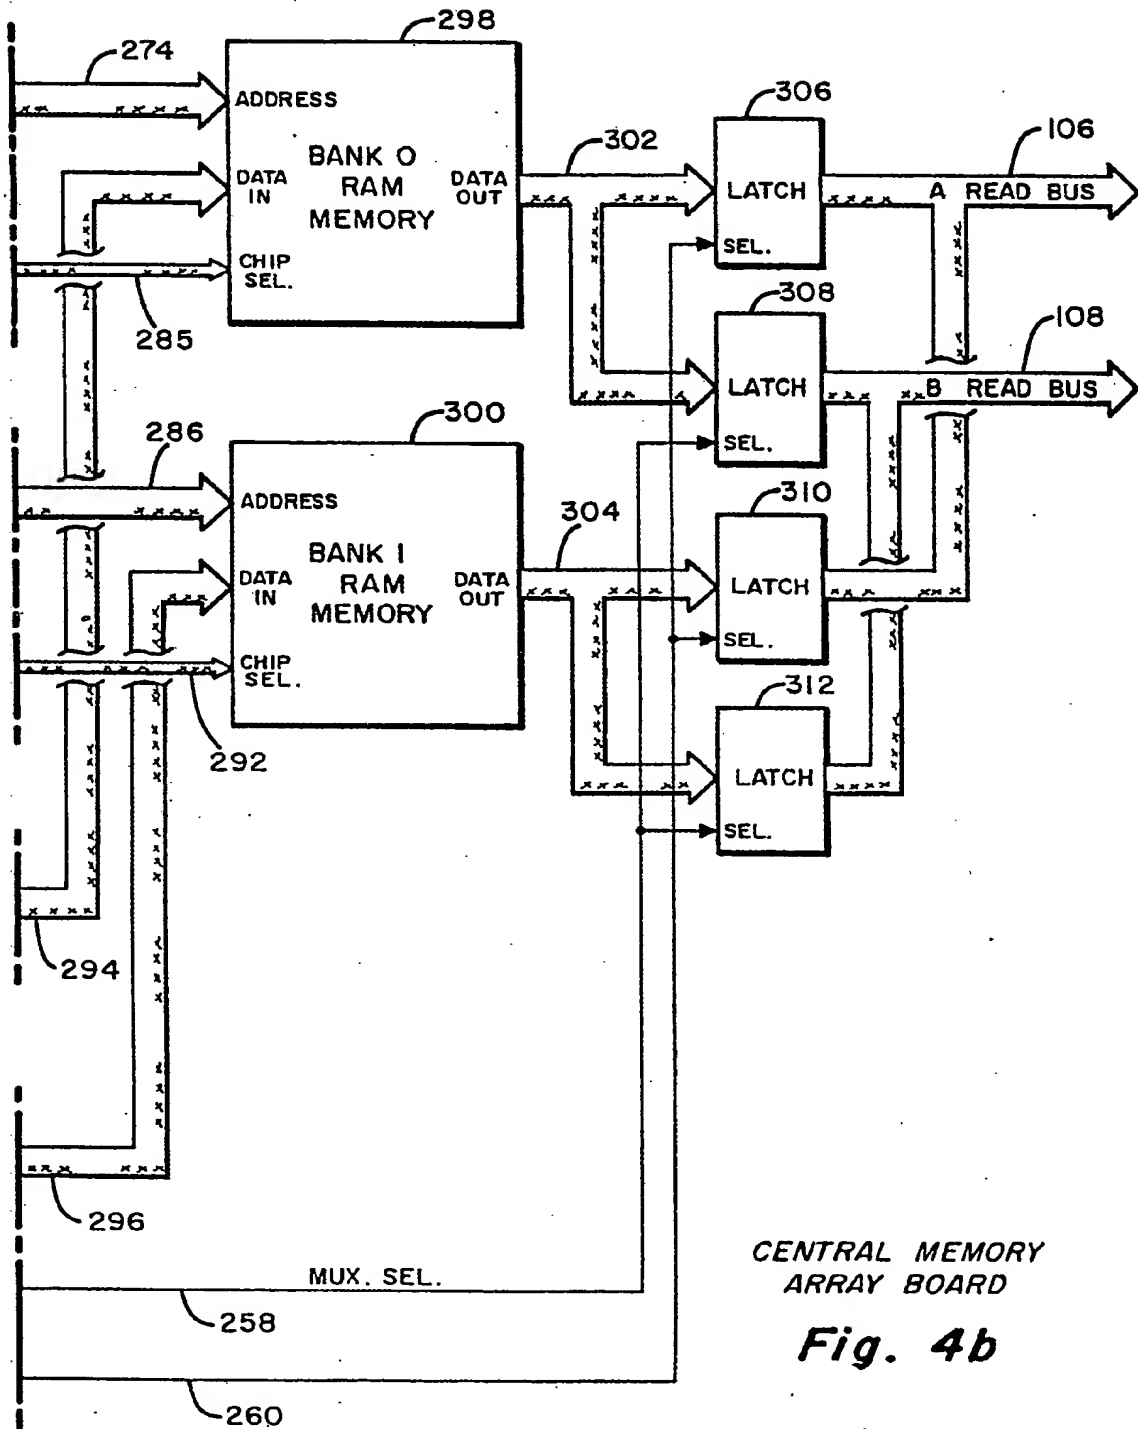 298
274
ADDRESS
BANK 0
RAM
MEMORY
DATA
IN
DATA
OUT
CHIP
SEL.
285
302
306
LATCH
SEL.
106
A READ BUS
308
LATCH
SEL.
108
B READ BUS
300
286
ADDRESS
BANK 1
RAM
MEMORY
DATA
IN
DATA
OUT
CHIP
SEL.
292
304
310
LATCH
SEL.
312
LATCH
SEL.
294
296
MUX. SEL.
258
260
CENTRAL MEMORY
ARRAY BOARD
Fig. 4b